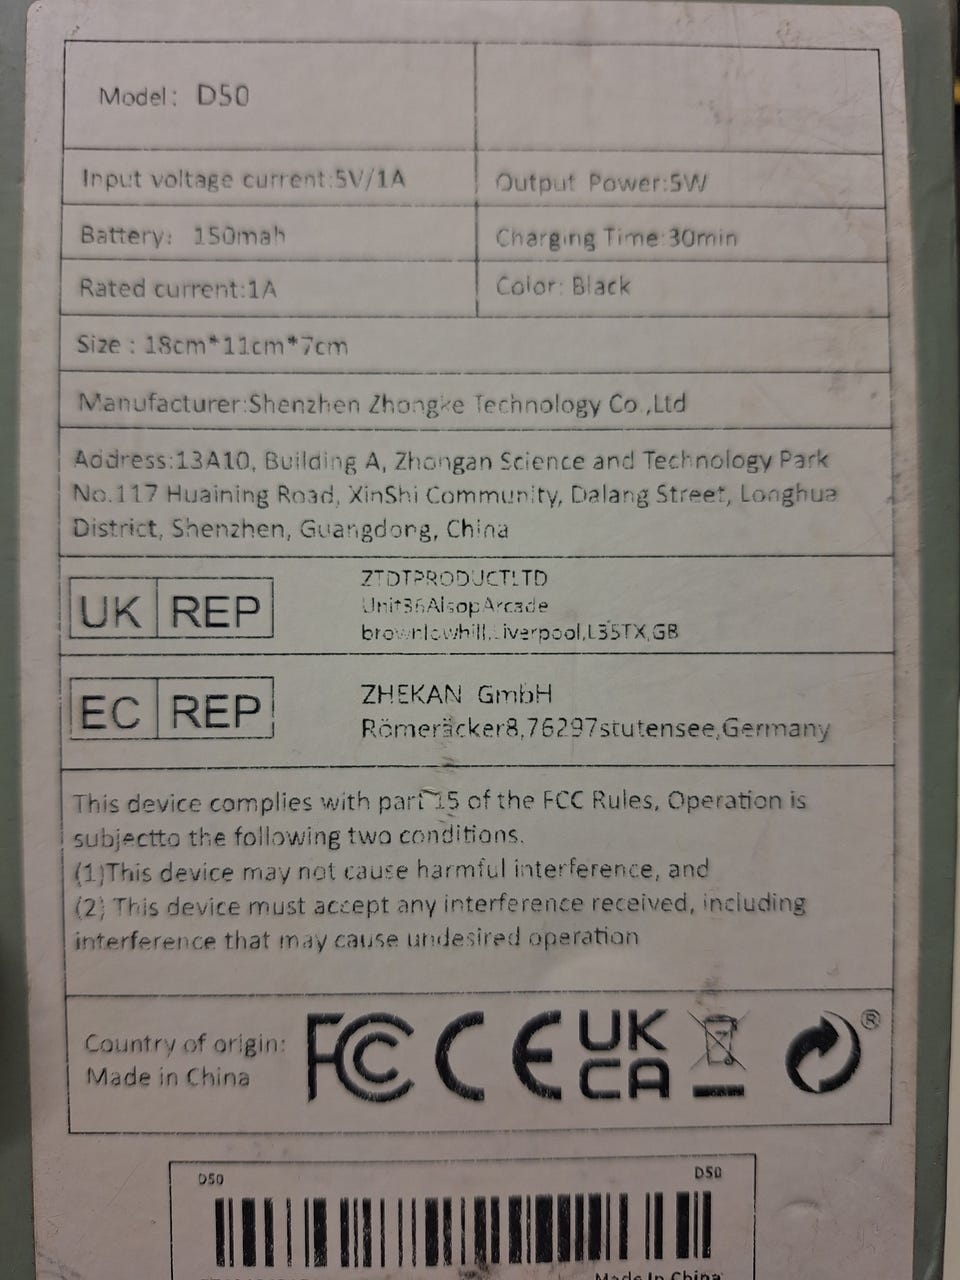 Model: D50
Input voltage current:5V/1A
Output Power:5W
Battery: 150mah
Charging Time:30min
Rated current:1A
Color: Black
Size : 18cm*11cm*7cm
Manufacturer:Shenzhen Zhongke Technology Co.,Ltd
Address:13A10, Building A, Zhongan Science and Technology Park
No.117 Huaining Road, XinShi Community, Dalang Street, Longhua
District, Shenzhen, Guangdong, China
UK REP
ZTDTPRODUCTLTD
Unit36AlsopArcade
brownlowhill,Liverpool,L35TX,GB
EC REP
ZHEKAN GmbH
Römeräcker8,76297stutensee,Germany
This device complies with part 15 of the FCC Rules, Operation is
subjectto the following two conditions.
(1)This device may not cause harmful interference, and
(2) This device must accept any interference received, including
interference that may cause undesired operation
Country of origin:
Made in China
FC CE UK
CA
®
D50
D50
Made In China